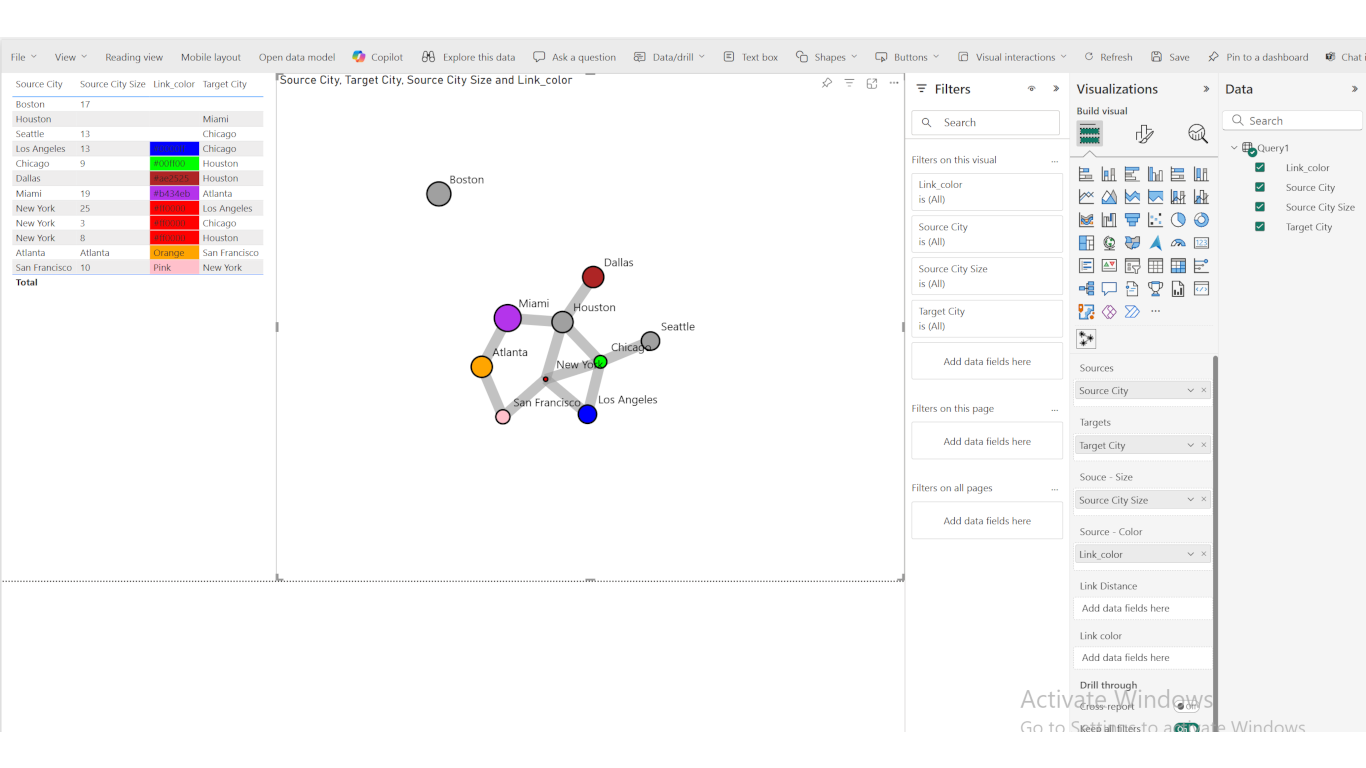 File View Reading view Mobile layout Open data model Copilot Explore this data Ask a question Data/drill Text box Shapes Buttons Visual interactions Refresh Save Pin to a dashboard Chat i
Source City Source City Size Link_color Target City
Boston 17
Houston Miami
Seattle 13 Chicago
Los Angeles 13 Chicago
Chicago 9 #00ff00 Houston
Dallas #ae2525 Houston
Miami 19 #b434eb Atlanta
New York 25 Los Angeles
New York 3 Chicago
New York 8 Houston
Atlanta Atlanta Orange San Francisco
San Francisco 10 Pink New York
Total
Source City, Target City, Source City Size and Link_color
Boston
Dallas
Miami
Houston
Seattle
Chicago
Atlanta
New York
San Francisco
Los Angeles
Filters
Search
Filters on this visual
Link_color
is (All)
Source City
is (All)
Source City Size
is (All)
Target City
is (All)
Add data fields here
Filters on this page
Add data fields here
Filters on all pages
Add data fields here
Visualizations
Build visual
123
Sources
Source City
Targets
Target City
Souce - Size
Source City Size
Source - Color
Link_color
Link Distance
Add data fields here
Link color
Add data fields here
Drill through
Cross-report Off
Keep all filters On
Data
Search
Query1
Link_color
Source City
Source City Size
Target City
Activate Windows
Go to Settings to activate Windows.